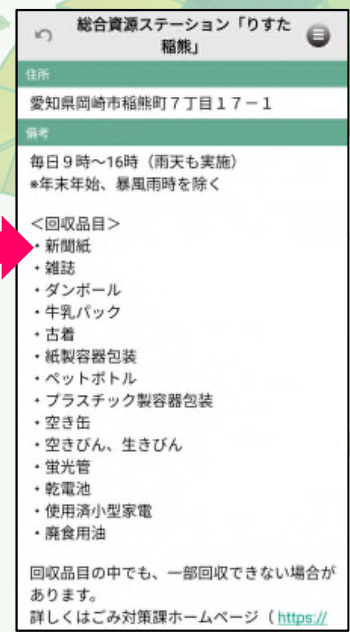 総合資源ステーション「りすた
稲熊」
住所
愛知県岡崎市稲熊町7丁目17－1
備考
毎日9時～16時（雨天も実施）
*年末年始、暴風雨時を除く
＜回収品目＞
・新聞紙
・雑誌
・ダンボール
・牛乳パック
・古着
・紙製容器包装
・ペットボトル
・プラスチック製容器包装
・空き缶
・空きびん、生きびん
・蛍光管
・乾電池
・使用済小型家電
・廃食用油
回収品目の中でも、一部回収できない場合が
あります。
詳しくはごみ対策課ホームページ（ https://